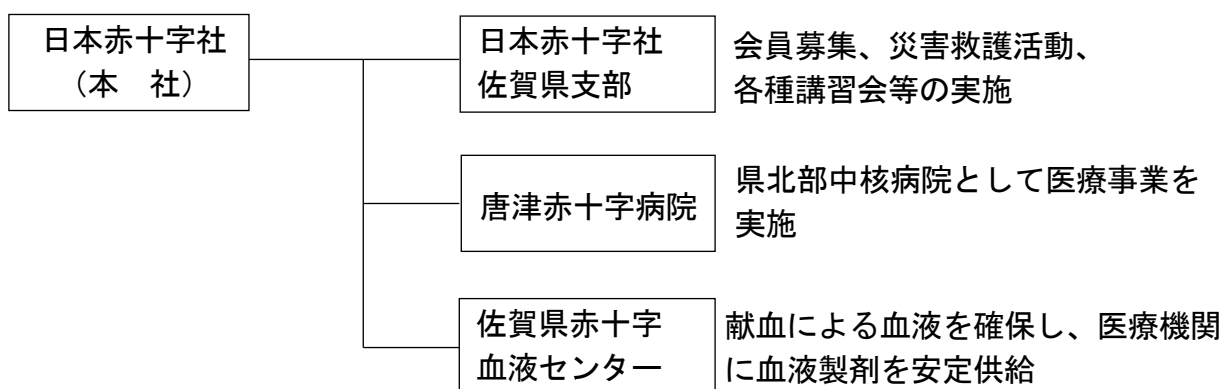 日本赤十字社
（本　社）
日本赤十字社
佐賀県支部
会員募集、災害救護活動、
各種講習会等の実施
唐津赤十字病院
県北部中核病院として医療事業を
実施
佐賀県赤十字
血液センター
献血による血液を確保し、医療機関
に血液製剤を安定供給